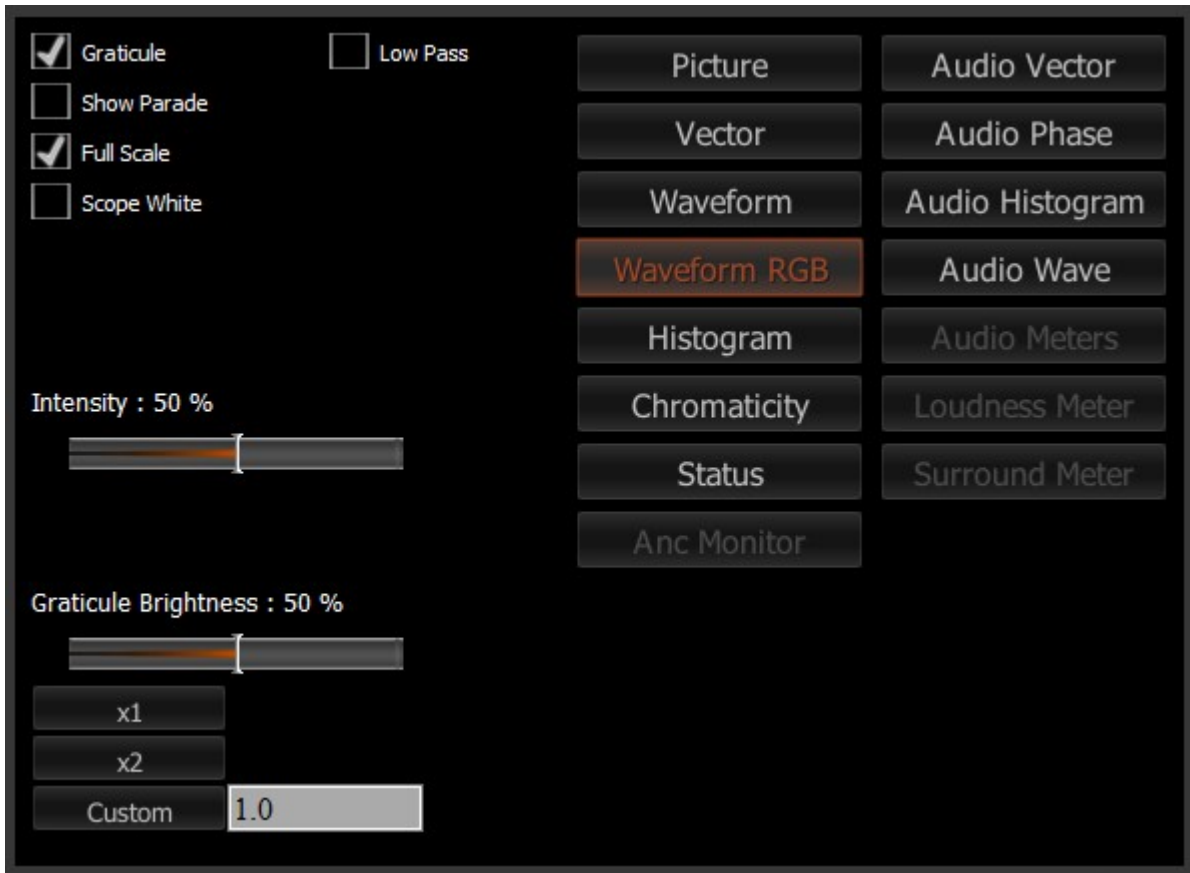 Graticule
Low Pass
Show Parade
Full Scale
Scope White
Intensity : 50 %
Graticule Brightness : 50 %
x1
x2
Custom
1.0
Picture
Vector
Waveform
Waveform RGB
Histogram
Chromaticity
Status
Anc Monitor
Audio Vector
Audio Phase
Audio Histogram
Audio Wave
Audio Meters
Loudness Meter
Surround Meter